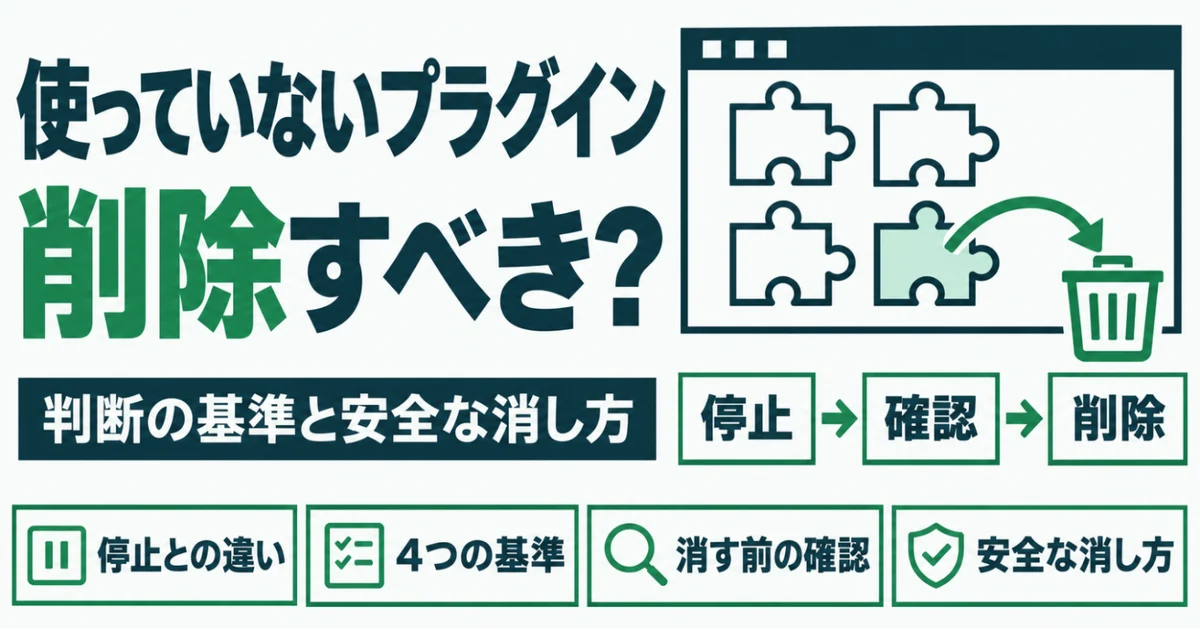 使っていないプラグイン
削除すべき?
判断の基準と安全な消し方
停止
確認
削除
停止との違い
4つの基準
消す前の確認
安全な消し方